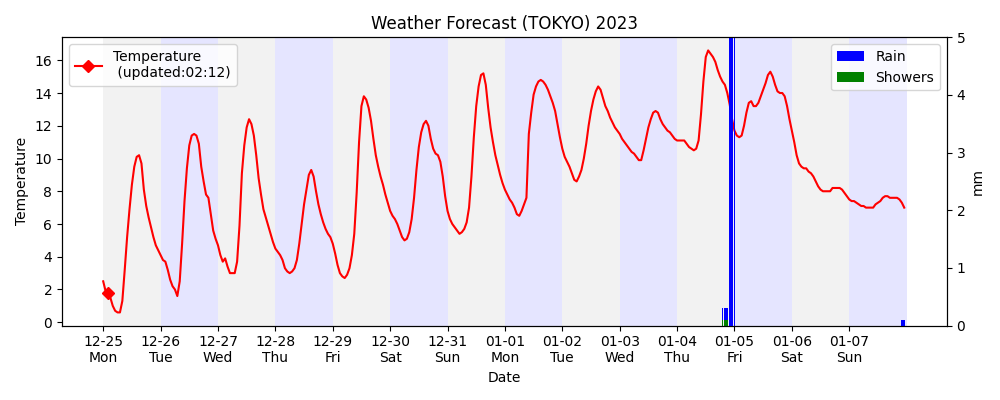 Weather Forecast (TOKYO) 2023
Temperature
(updated:02:12)
Rain
Showers
Temperature
16
14
12
10
8
6
4
2
0
5
4
3
2
1
0
mm
12-25 12-26 12-27 12-28 12-29 12-30 12-31 01-01 01-02 01-03 01-04 01-05 01-06 01-07
Mon Tue Wed Thu Fri Sat Sun Mon Tue Wed Thu Fri Sat Sun
Date